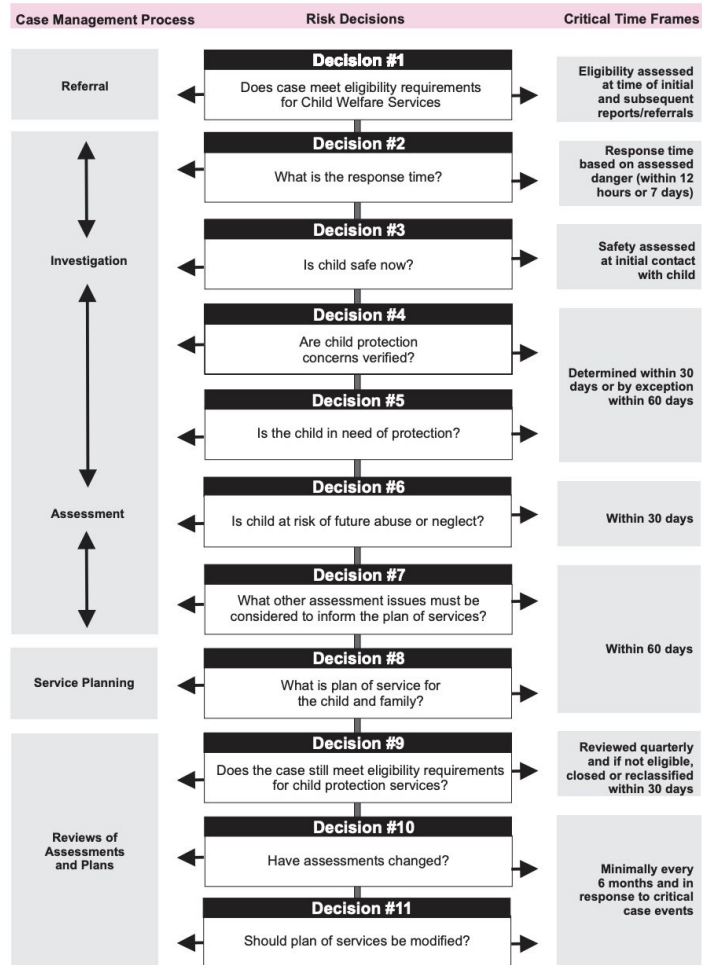 Case Management Process
Risk Decisions
Critical Time Frames
Referral
Decision #1
Does case meet eligibility requirements
for Child Welfare Services
Eligibility assessed
at time of initial
and subsequent
reports/referrals
Decision #2
What is the response time?
Response time
based on assessed
danger (within 12
hours or 7 days)
Investigation
Decision #3
Is child safe now?
Safety assessed
at initial contact
with child
Decision #4
Are child protection
concerns verified?
Determined within 30
days or by exception
within 60 days
Decision #5
Is the child in need of protection?
Assessment
Decision #6
Is child at risk of future abuse or neglect?
Within 30 days
Decision #7
What other assessment issues must be
considered to inform the plan of services?
Within 60 days
Service Planning
Decision #8
What is plan of service for
the child and family?
Decision #9
Does the case still meet eligibility requirements
for child protection services?
Reviewed quarterly
and if not eligible,
closed or reclassified
within 30 days
Reviews of
Assessments
and Plans
Decision #10
Have assessments changed?
Minimally every
6 months and in
response to critical
case events
Decision #11
Should plan of services be modified?